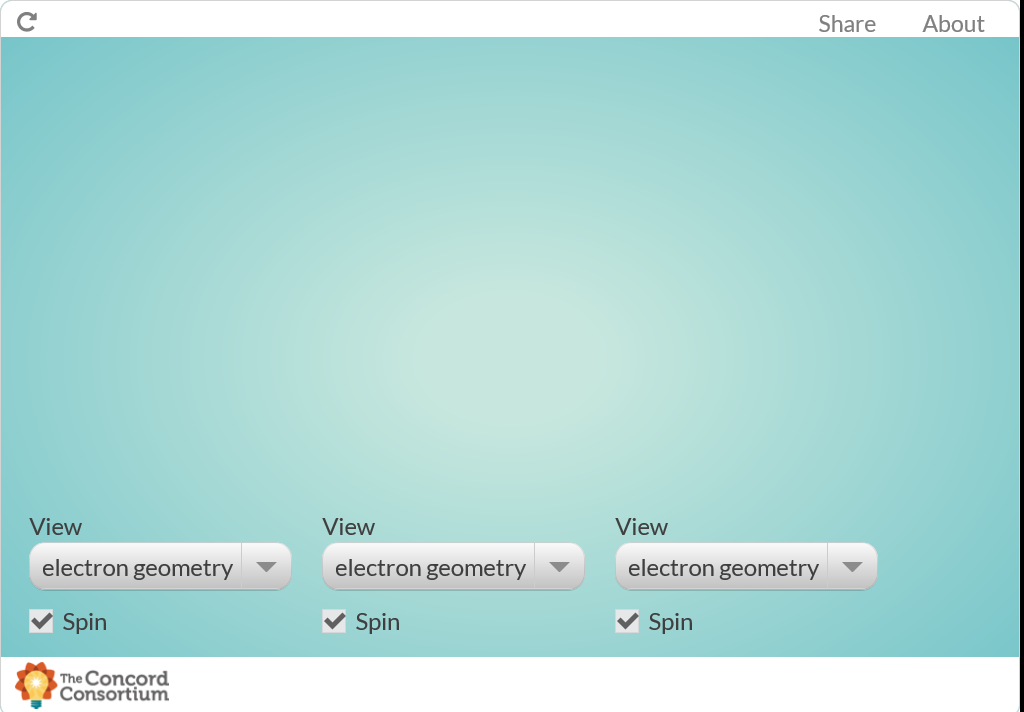 Share About
View View View
electron geometry electron geometry electron geometry
Spin Spin Spin
The Concord
Consortium